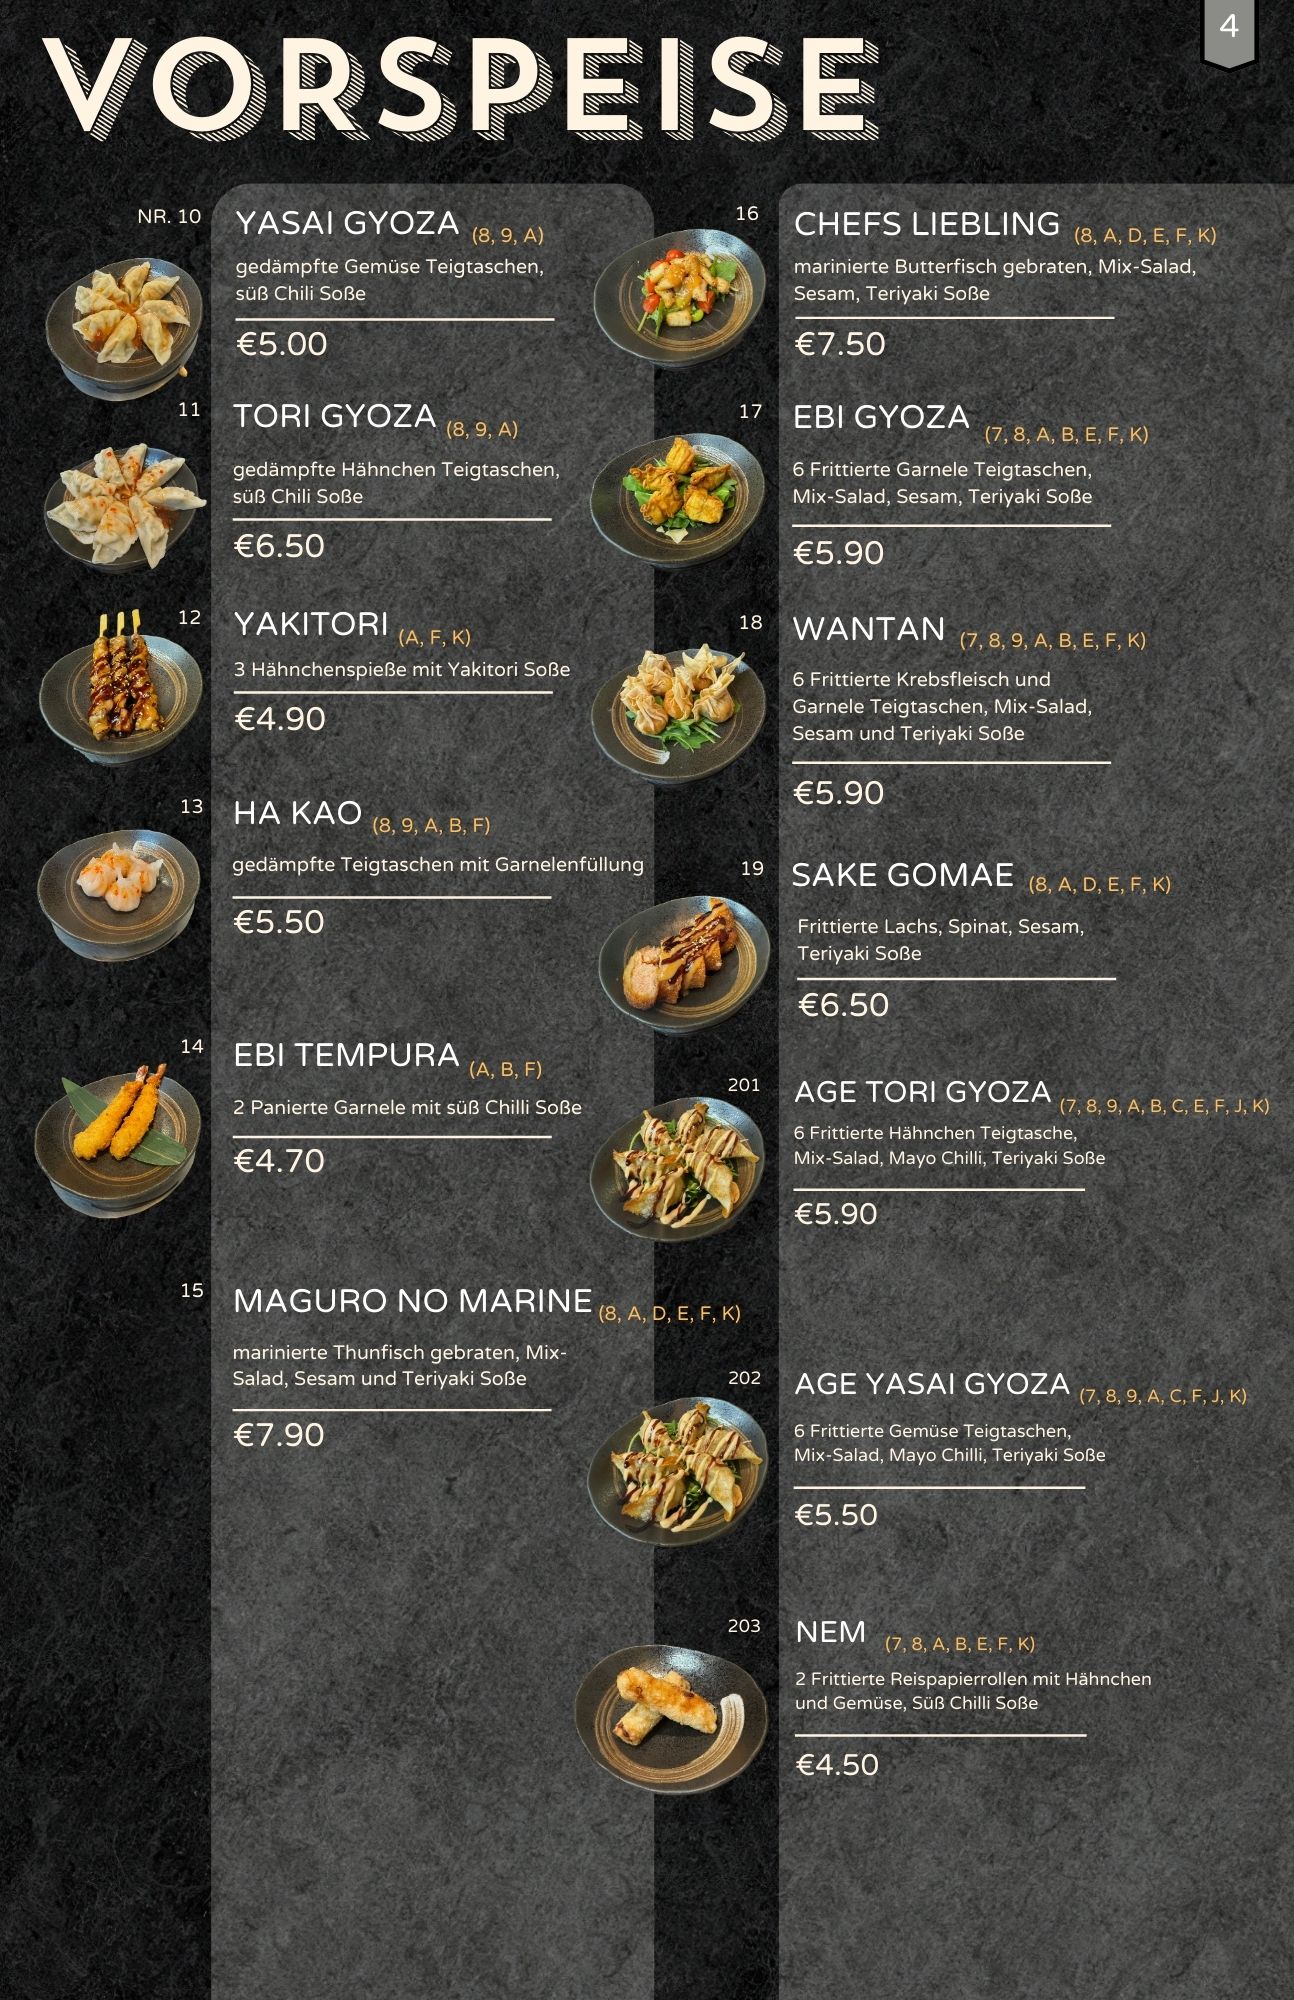 4
VORSPEISE
NR. 10
YASAI GYOZA (8, 9, A)
gedämpfte Gemüse Teigtaschen,
süß Chili Soße
€5.00
11
TORI GYOZA (8, 9, A)
gedämpfte Hähnchen Teigtaschen,
süß Chili Soße
€6.50
12
YAKITORI (A, F, K)
3 Hähnchenspieße mit Yakitori Soße
€4.90
13
HA KAO (8, 9, A, B, F)
gedämpfte Teigtaschen mit Garnelenfüllung
€5.50
14
EBI TEMPURA (A, B, F)
2 Panierte Garnele mit süß Chilli Soße
€4.70
15
MAGURO NO MARINE (8, A, D, E, F, K)
marinierte Thunfisch gebraten, Mix-
Salad, Sesam und Teriyaki Soße
€7.90
16
CHEFS LIEBLING (8, A, D, E, F, K)
marinierte Butterfisch gebraten, Mix-Salad,
Sesam, Teriyaki Soße
€7.50
17
EBI GYOZA (7, 8, A, B, E, F, K)
6 Frittierte Garnele Teigtaschen,
Mix-Salad, Sesam, Teriyaki Soße
€5.90
18
WANTAN (7, 8, 9, A, B, E, F, K)
6 Frittierte Krebsfleisch und
Garnele Teigtaschen, Mix-Salad,
Sesam und Teriyaki Soße
€5.90
19
SAKE GOMAE (8, A, D, E, F, K)
Frittierte Lachs, Spinat, Sesam,
Teriyaki Soße
€6.50
201
AGE TORI GYOZA (7, 8, 9, A, B, C, E, F, J, K)
6 Frittierte Hähnchen Teigtasche,
Mix-Salad, Mayo Chilli, Teriyaki Soße
€5.90
202
AGE YASAI GYOZA (7, 8, 9, A, C, F, J, K)
6 Frittierte Gemüse Teigtaschen,
Mix-Salad, Mayo Chilli, Teriyaki Soße
€5.50
203
NEM (7, 8, A, B, E, F, K)
2 Frittierte Reispapierrollen mit Hähnchen
und Gemüse, Süß Chilli Soße
€4.50